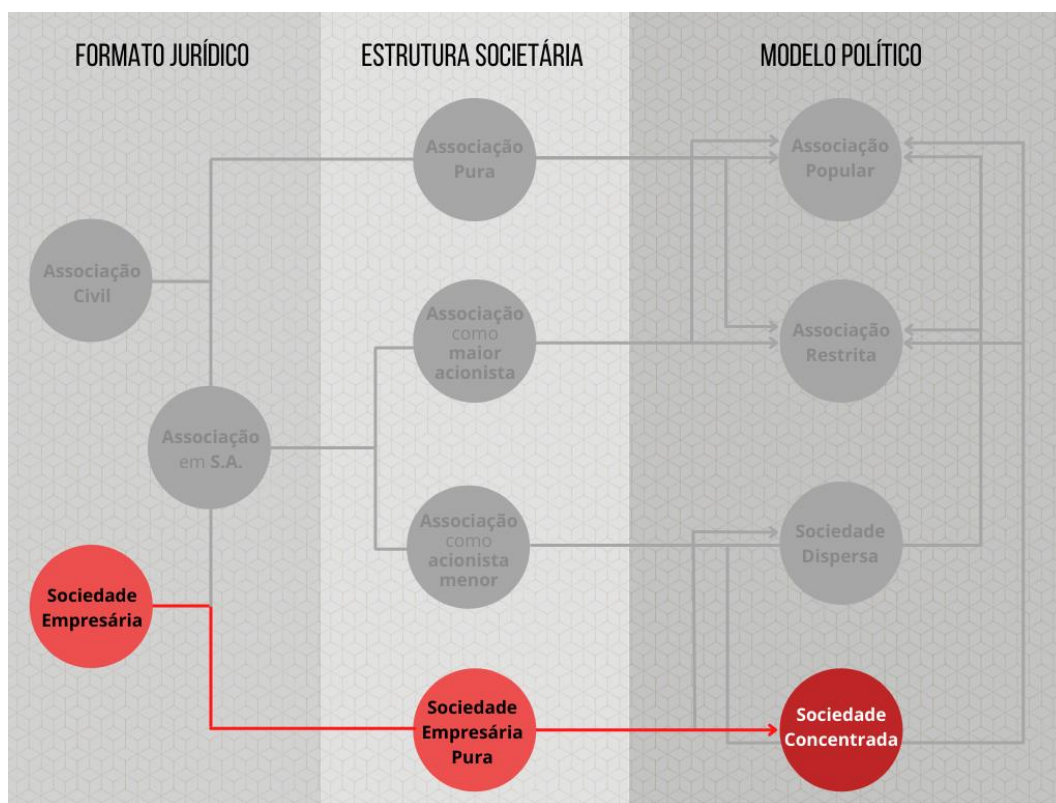 FORMATO JURÍDICO
ESTRUTURA SOCIETÁRIA
MODELO POLÍTICO
Associação
Pura
Associação
Popular
Associação
Civil
Associação
como
maior
acionista
Associação
Restrita
Associação
em S.A.
Associação
como
acionista
menor
Sociedade
Dispersa
Sociedade
Empresária
Sociedade
Empresária
Pura
Sociedade
Concentrada